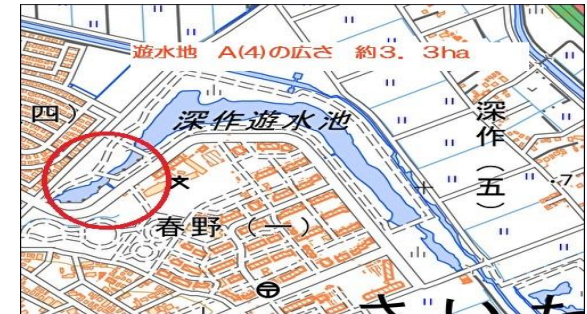 遊水地 A(4)の広さ 約3．3ha
四）
深作遊水池
深作（五）
・7
春野（一）
さいた